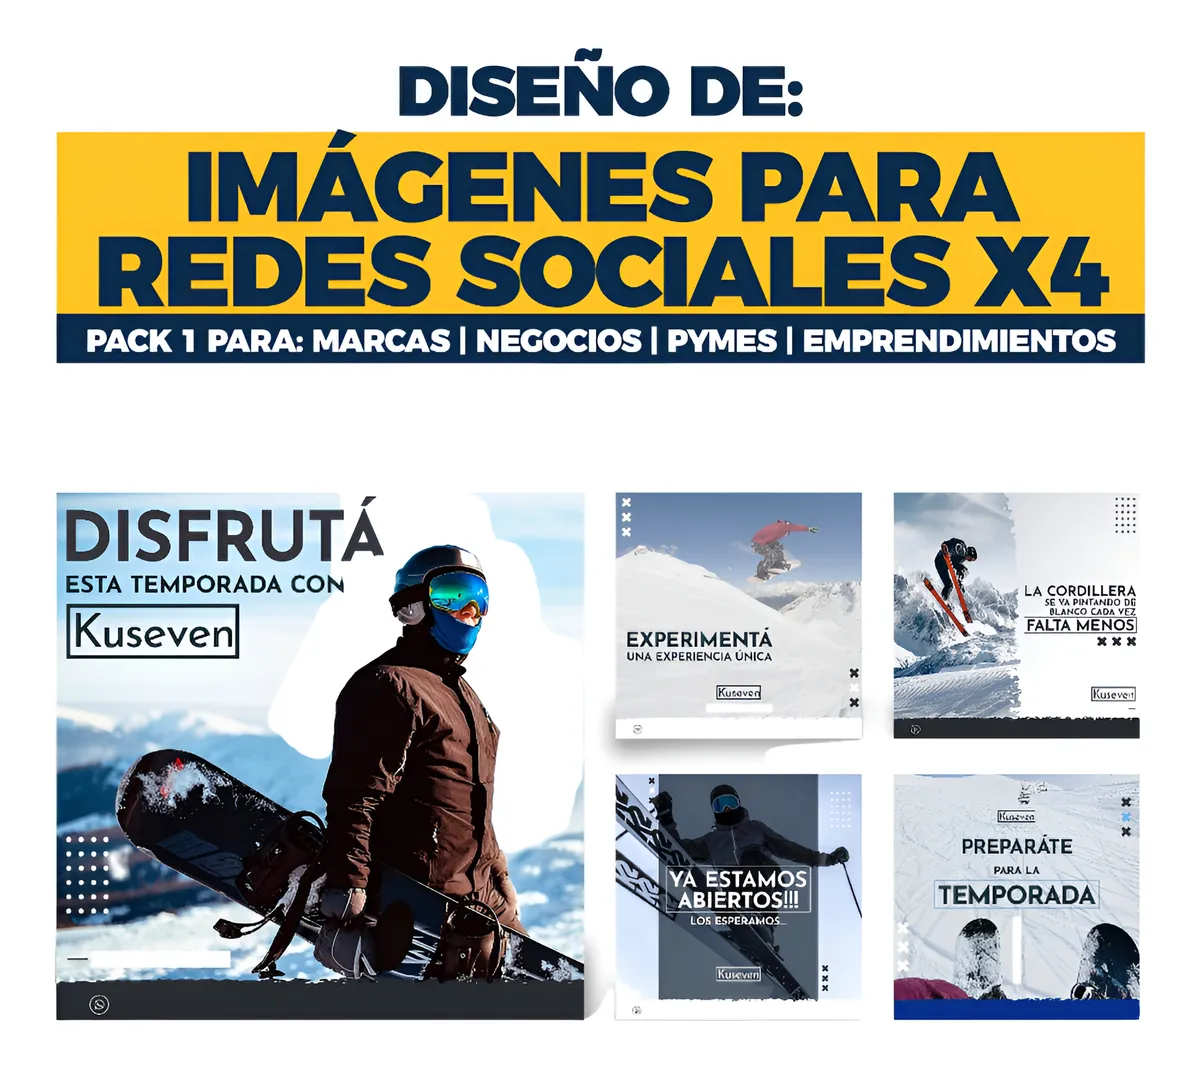 DISEÑO DE:
IMÁGENES PARA
REDES SOCIALES X4
PACK 1 PARA: MARCAS | NEGOCIOS | PYMES | EMPRENDIMIENTOS
DISFRUTÁ
ESTA TEMPORADA CON
Kuseven
EXPERIMENTÁ
UNA EXPERIENCIA ÚNICA
Kuseven
LA CORDILLERA
SE VA PINTANDO DE
BLANCO CADA VEZ
FALTA MENOS
Kuseven
YA ESTAMOS
ABIERTOS!!!
LOS ESPERAMOS...
Kuseven
Kuseven
PREPARÁTE
PARA LA
TEMPORADA